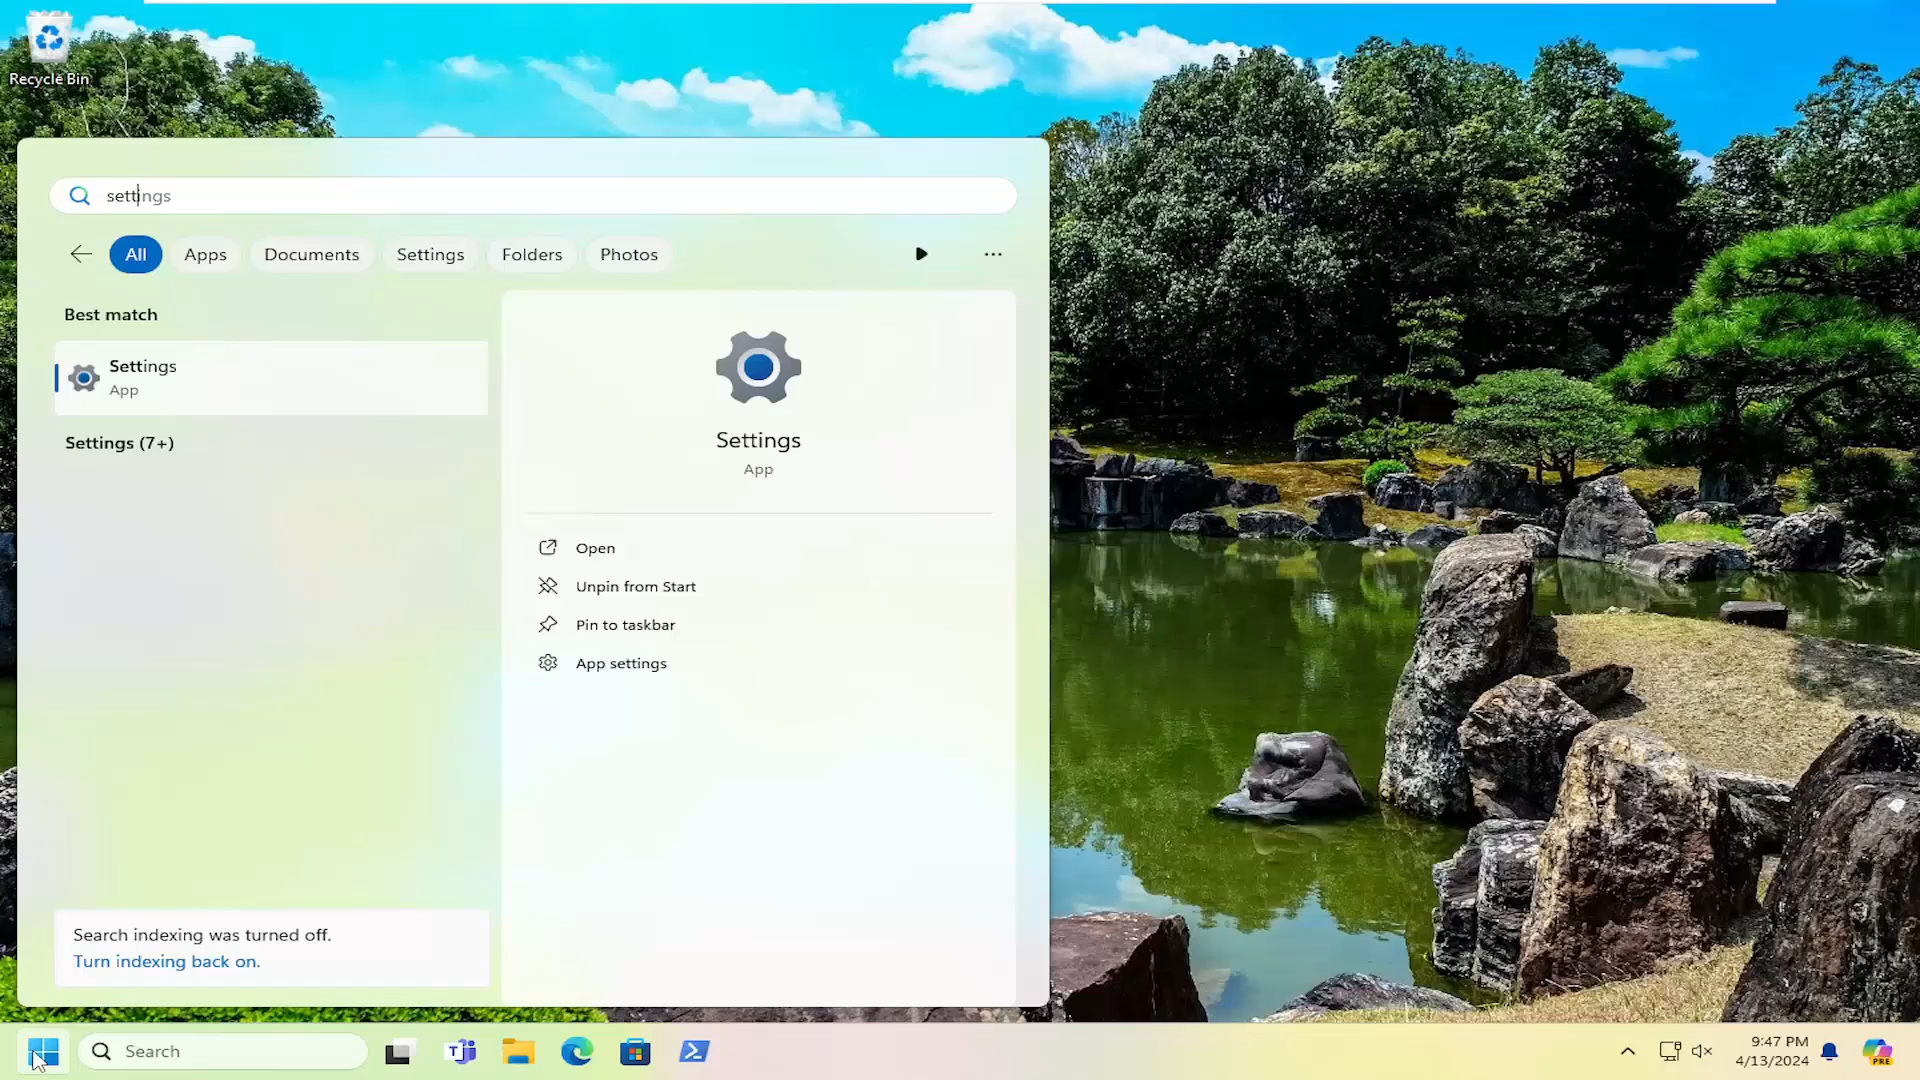 Recycle Bin
settings
All
Apps
Documents
Settings
Folders
Photos
Best match
Settings
App
Settings (7+)
Settings
App
Open
Unpin from Start
Pin to taskbar
App settings
Search indexing was turned off.
Turn indexing back on.
Search
9:47 PM
4/13/2024
PRE